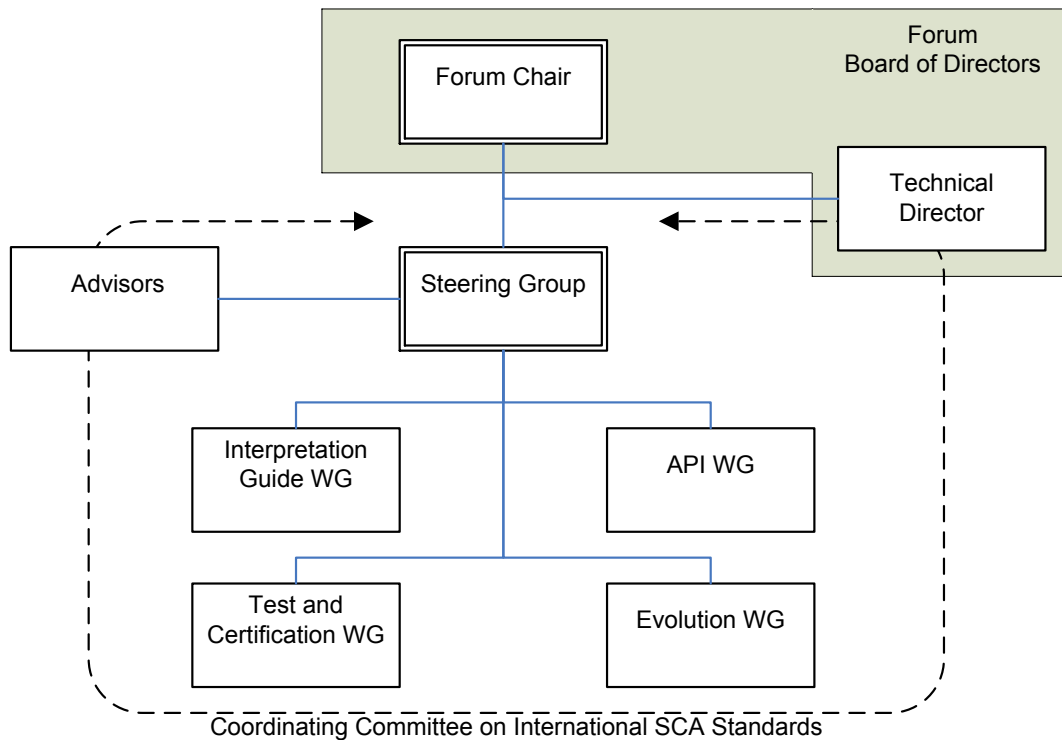 Forum
Board of Directors
Forum Chair
Technical
Director
Advisors
Steering Group
Interpretation
Guide WG
API WG
Test and
Certification WG
Evolution WG
Coordinating Committee on International SCA Standards